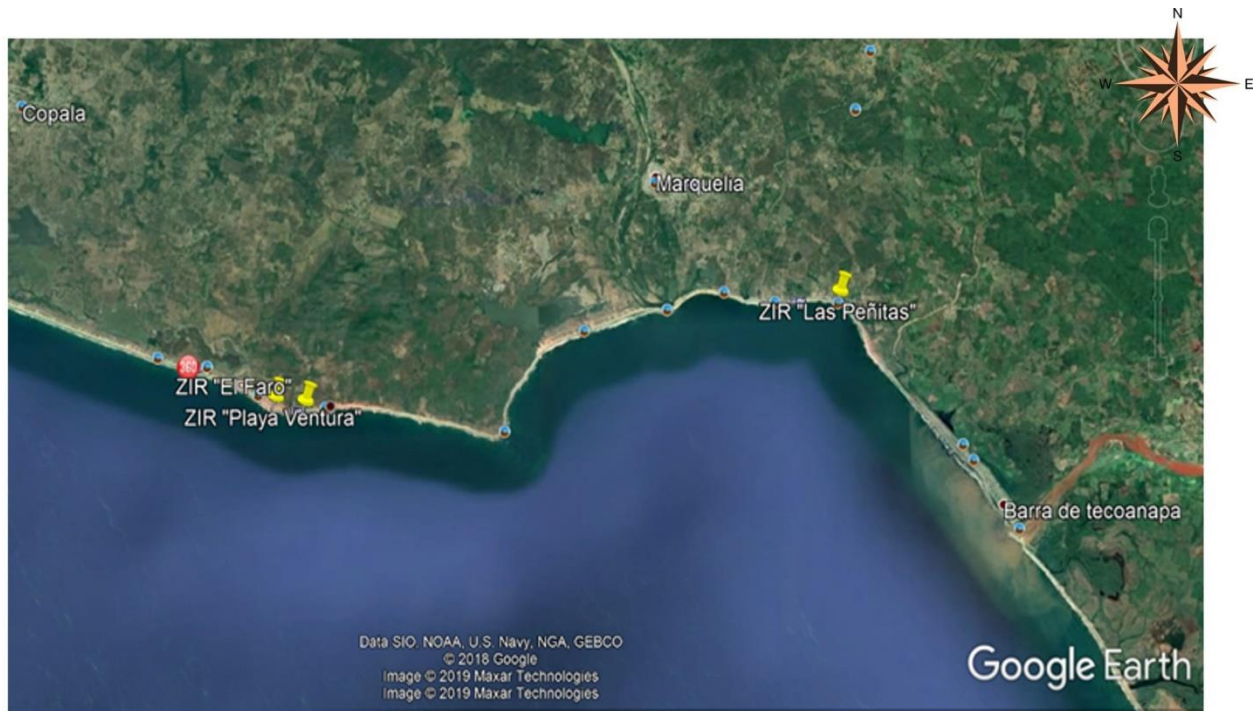 N
W
E
S
Copala
Marquelia
ZIR "Las Peñitas"
360
ZIR "El Faro"
ZIR "Playa Ventura"
Barra de tecoanapa
Data SIO, NOAA, U.S. Navy, NGA, GEBCO
© 2018 Google
Image © 2019 Maxar Technologies
Image © 2019 Maxar Technologies
Google Earth